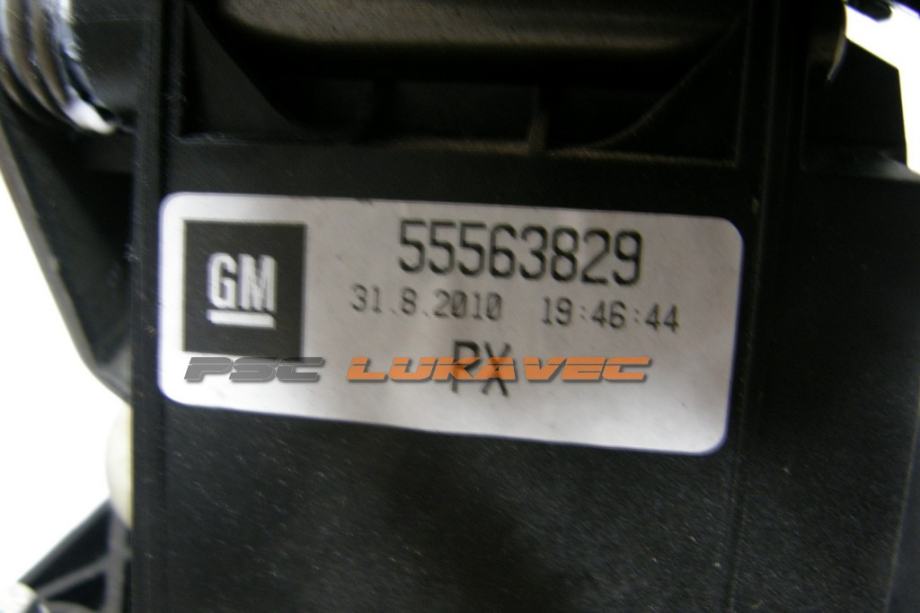 GM
55563829
31.8.2010 19:46:44
PX
PSC LUKAVEC